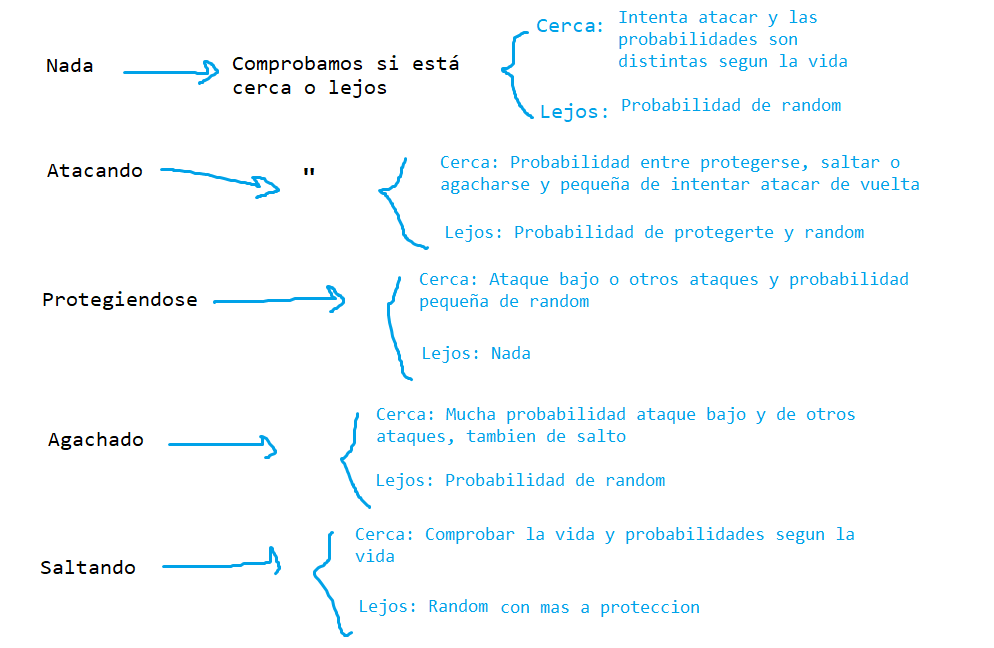 Nada
Comprobamos si está
cerca o lejos
Cerca: Intenta atacar y las
probabilidades son
distintas segun la vida
Lejos: Probabilidad de random
Atacando
"
Cerca: Probabilidad entre protegerse, saltar o
agacharse y pequeña de intentar atacar de vuelta
Lejos: Probabilidad de protegerte y random
Protegiendose
Cerca: Ataque bajo o otros ataques y probabilidad
pequeña de random
Lejos: Nada
Agachado
Cerca: Mucha probabilidad ataque bajo y de otros
ataques, tambien de salto
Lejos: Probabilidad de random
Saltando
Cerca: Comprobar la vida y probabilidades segun la
vida
Lejos: Random con mas a proteccion